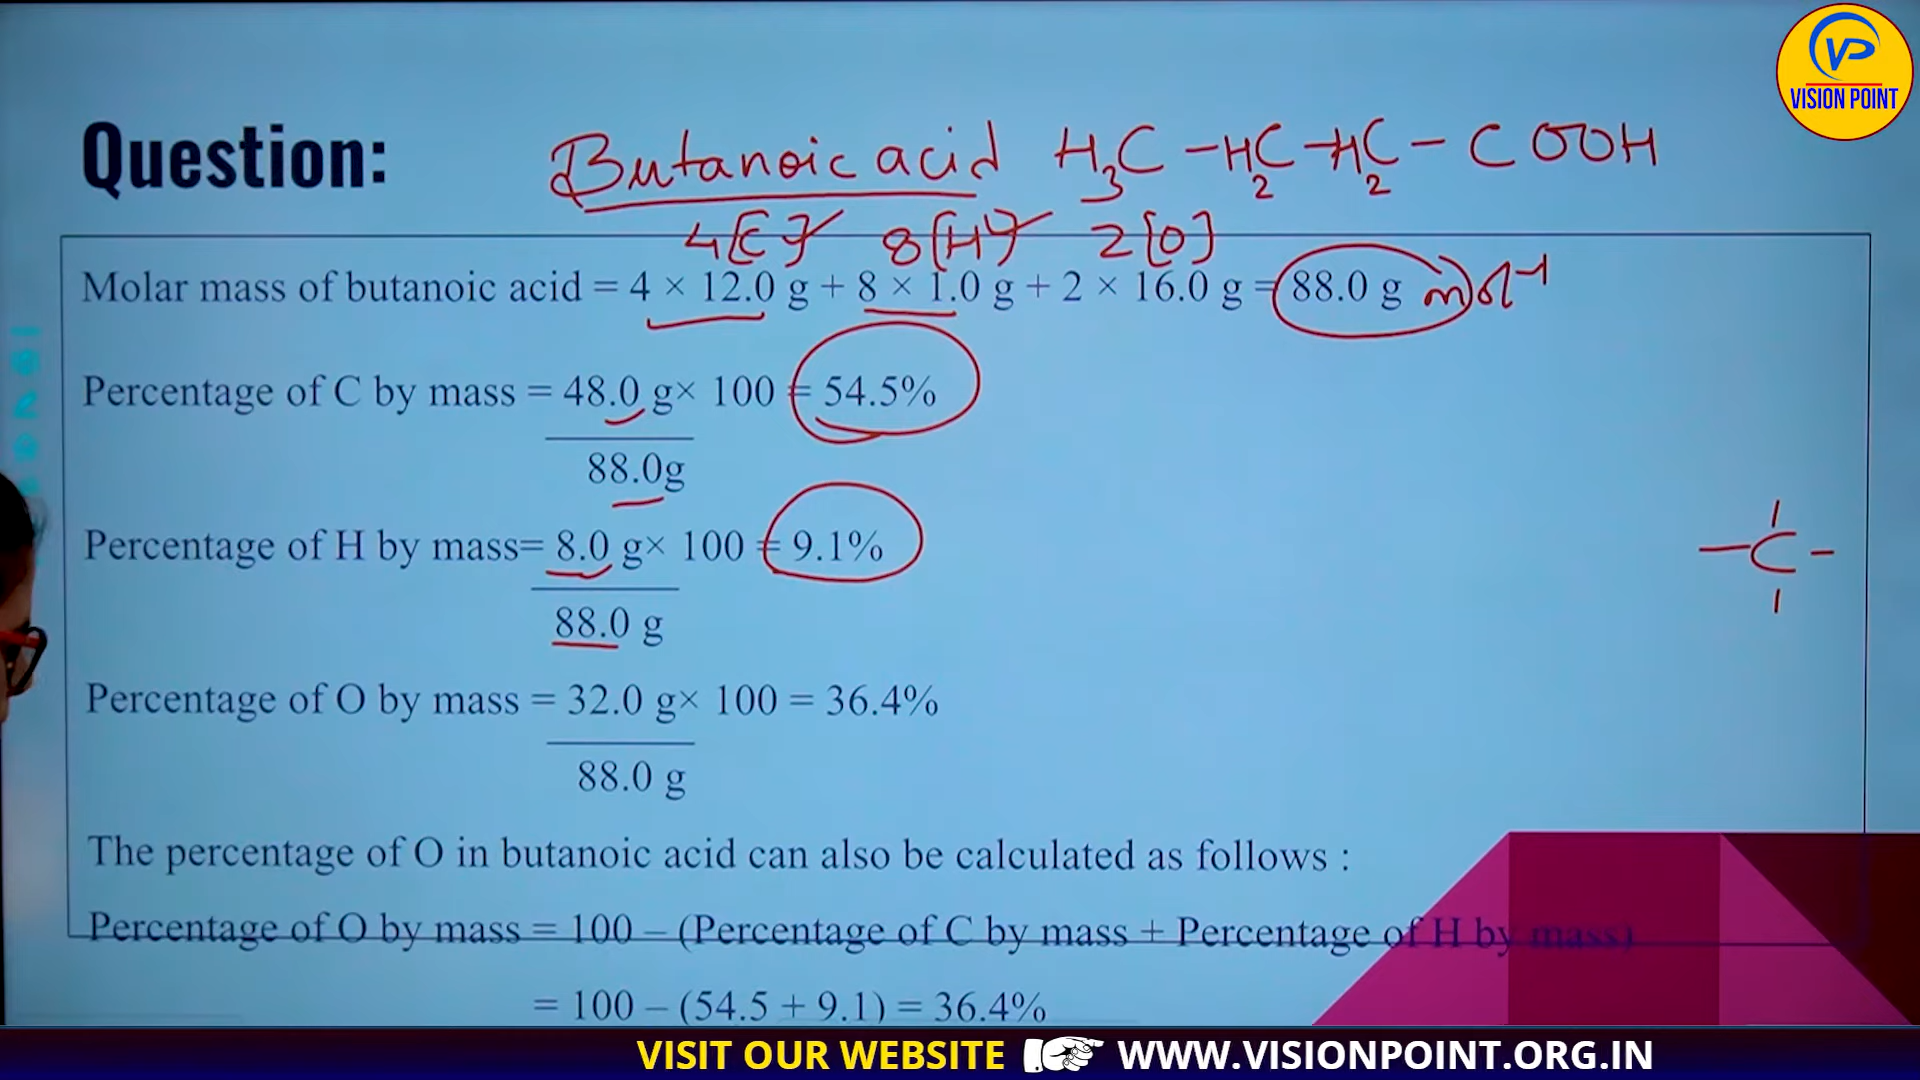 VP
VISION POINT
Question:
Butanoic acid H₃C-H₂C-H₂C-COOH
4[C] 8[H] 2[O]
Molar mass of butanoic acid = 4 × 12.0 g + 8 × 1.0 g + 2 × 16.0 g = 88.0 g mol⁻¹
Percentage of C by mass = 48.0 g× 100 = 54.5%
88.0g
Percentage of H by mass= 8.0 g× 100 = 9.1%
88.0 g
-C-
Percentage of O by mass = 32.0 g× 100 = 36.4%
88.0 g
The percentage of O in butanoic acid can also be calculated as follows :
Percentage of O by mass = 100 – (Percentage of C by mass + Percentage of H by mass)
= 100 – (54.5 + 9.1) = 36.4%
VISIT OUR WEBSITE WWW.VISIONPOINT.ORG.IN